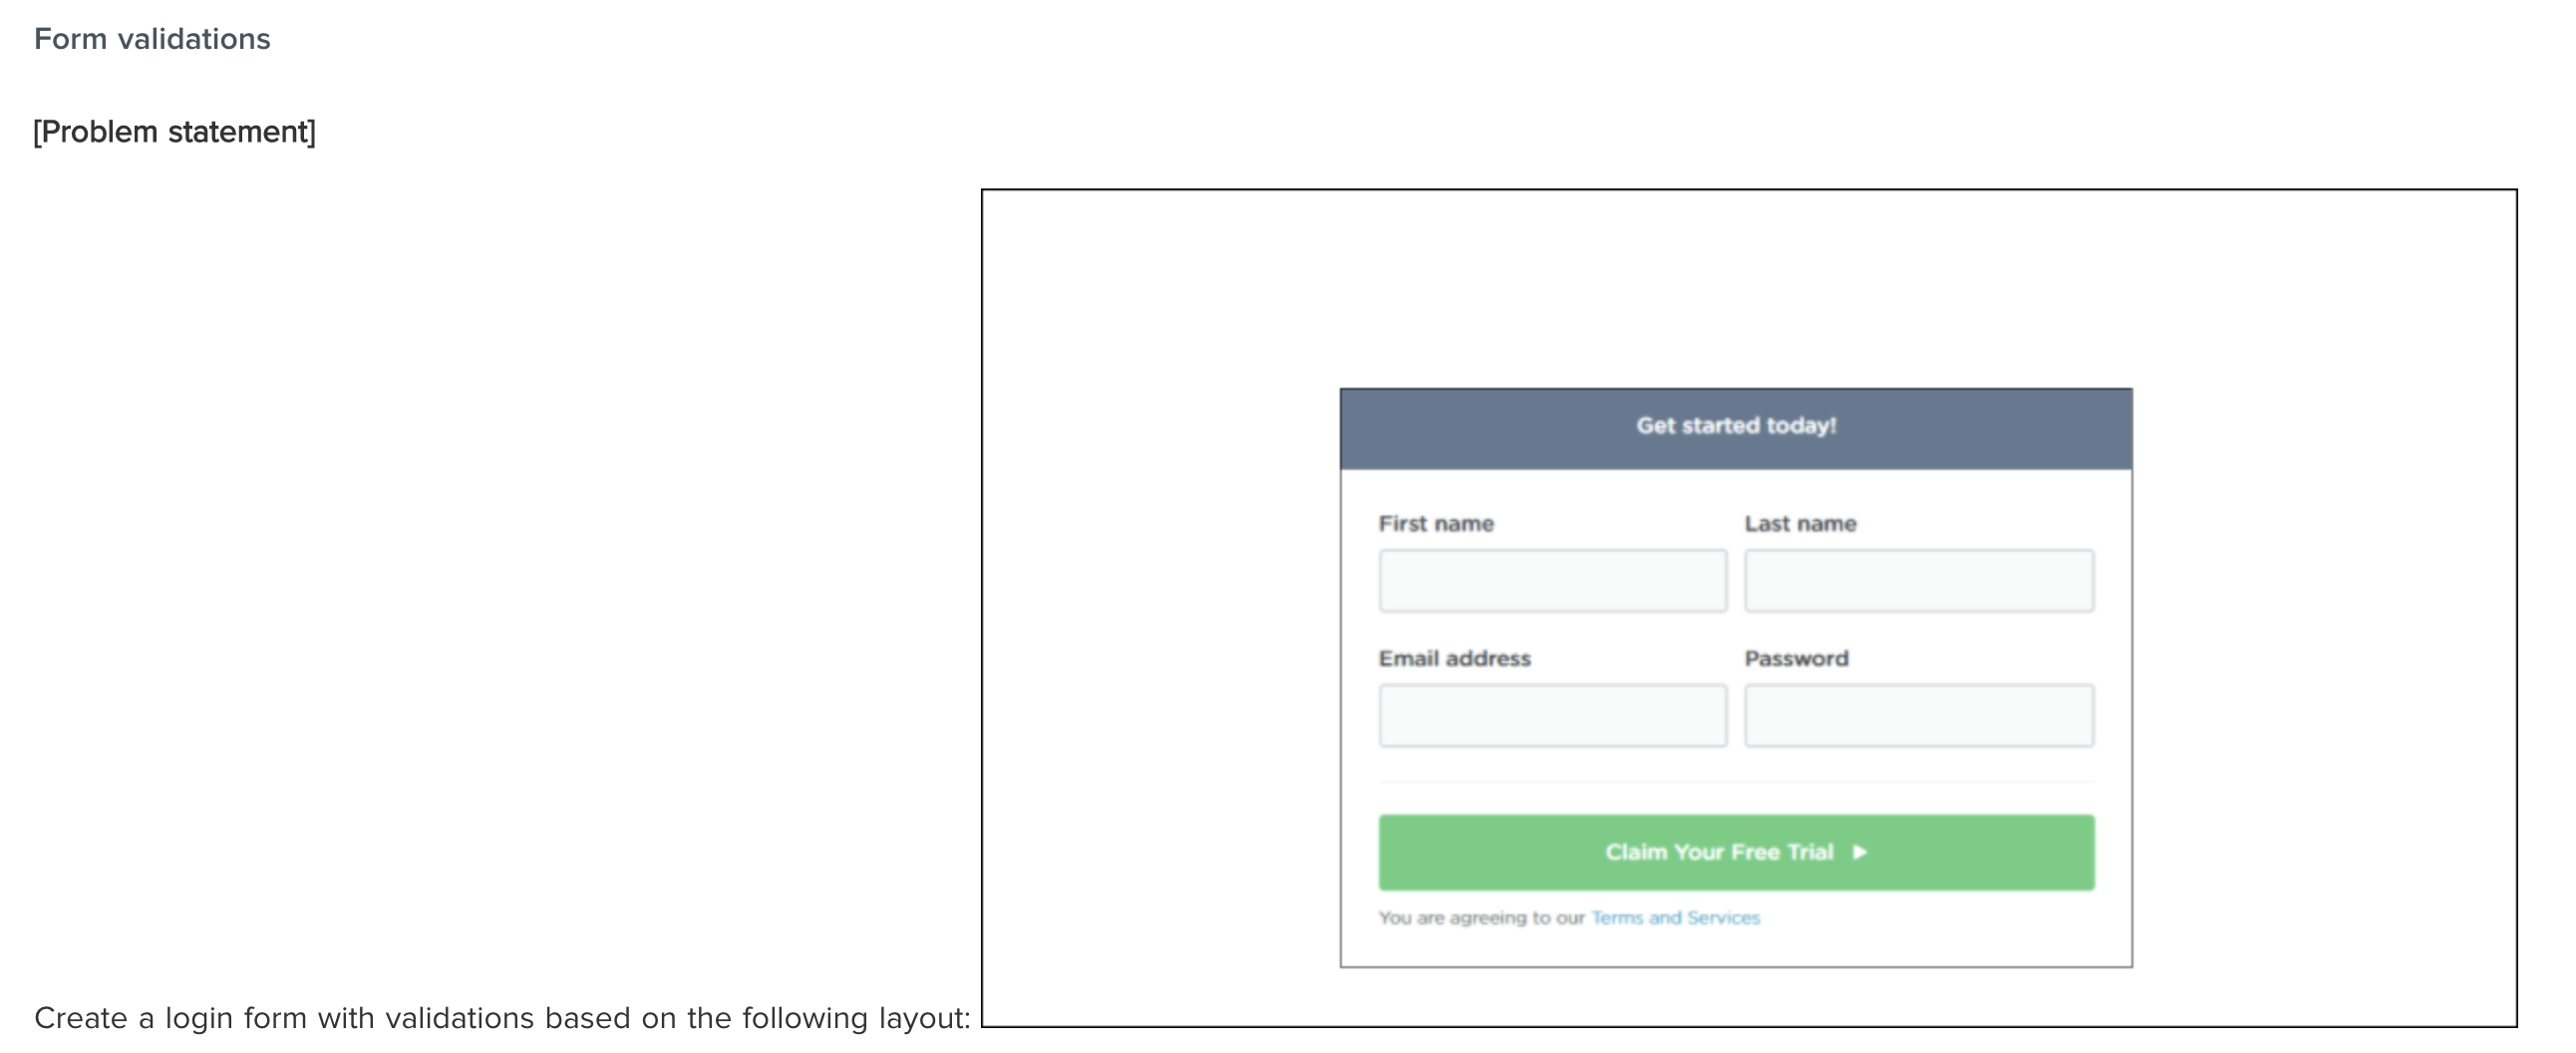 Form validations
[Problem statement]
Get started today!
First name
Last name
Email address
Password
Claim Your Free Trial ►
You are agreeing to our Terms and Services
Create a login form with validations based on the following layout: